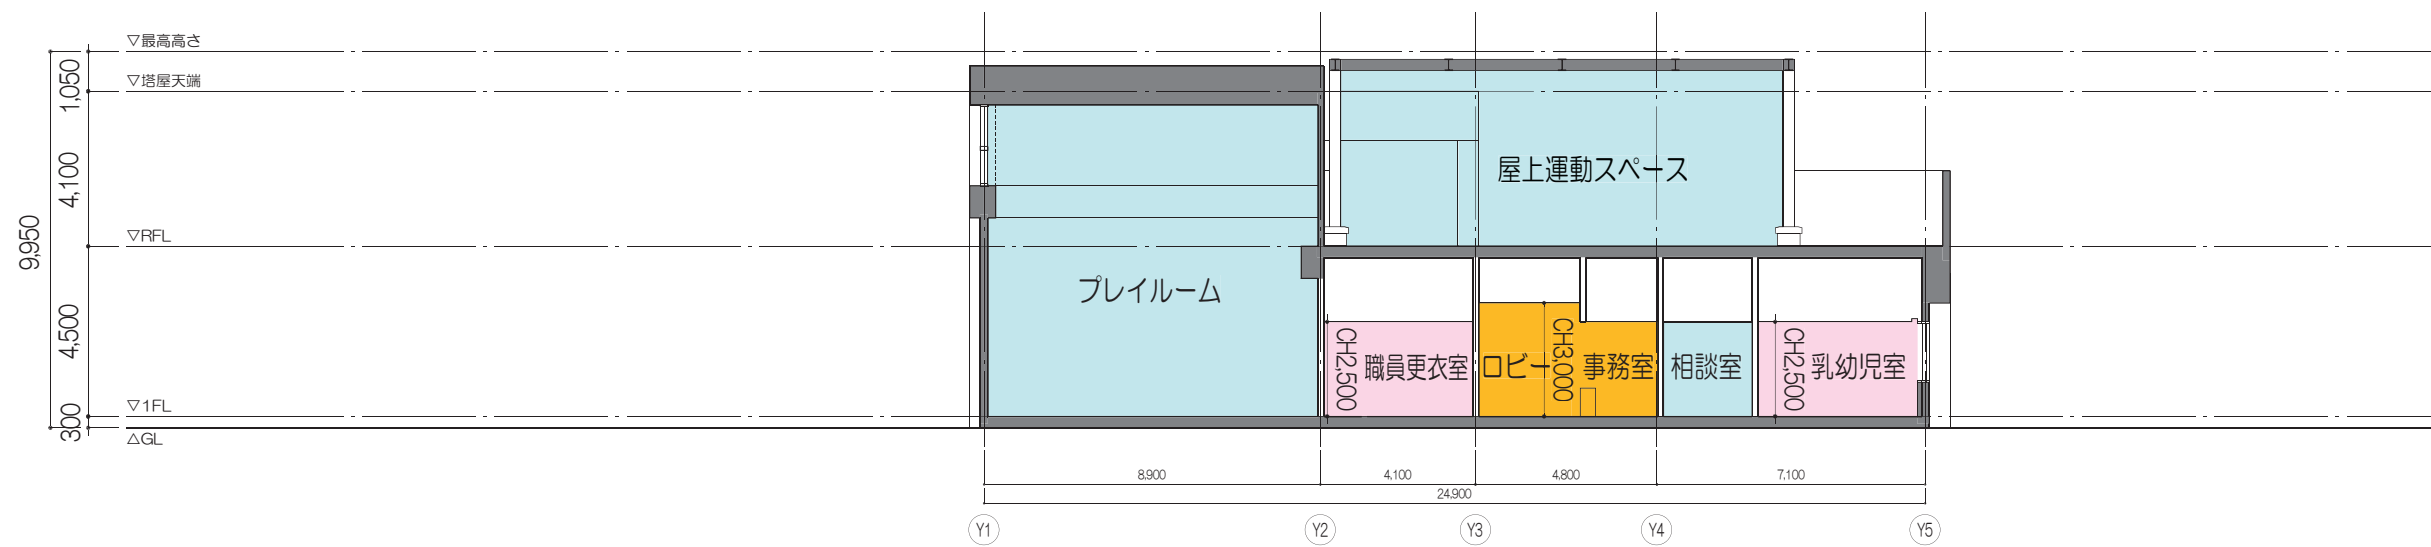 ▽最高高さ
1,050
▽塔屋天端
4,100
屋上運動スペース
9,950
▽RFL
プレイルーム
4,500
CH2,500
職員更衣室
ロビー
CH3,000
事務室
相談室
CH2,500
乳幼児室
▽1FL
300
△GL
8,900
4,100
4,800
7,100
24,900
Y1
Y2
Y3
Y4
Y5